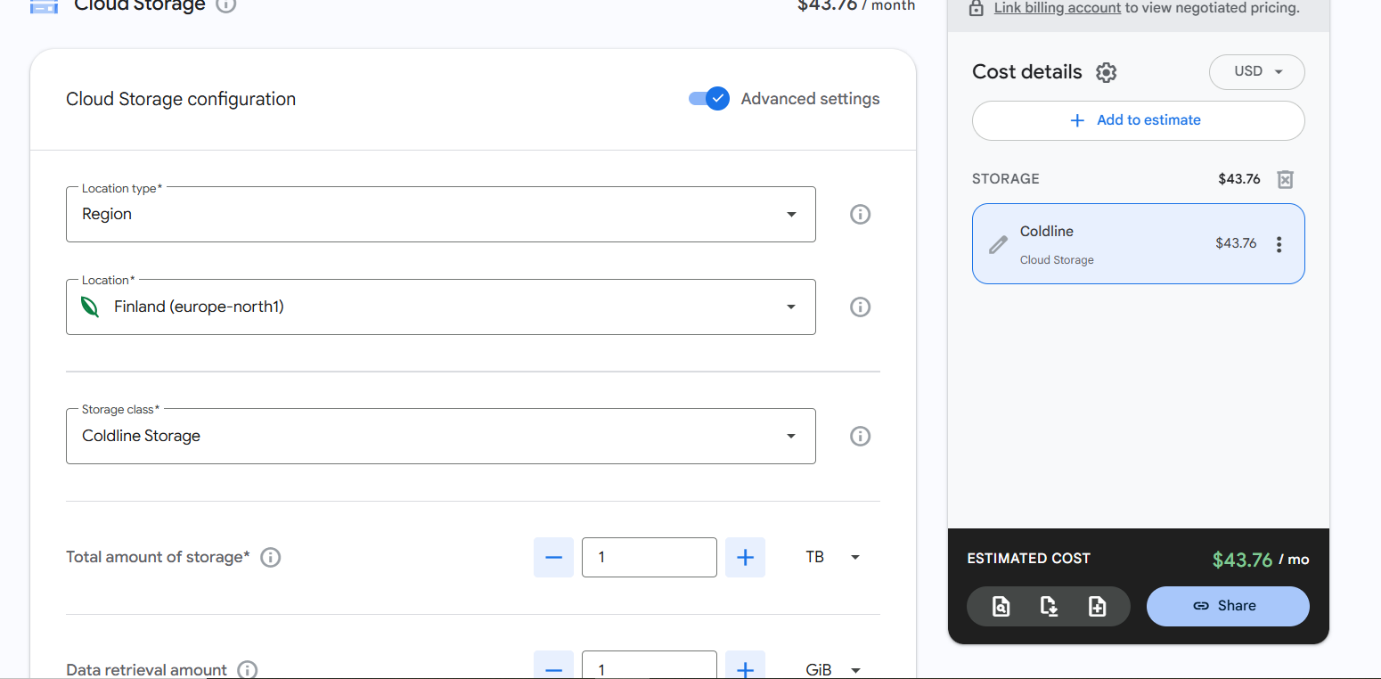 Cloud Storage
$43.76 / month
Cloud Storage configuration
Advanced settings
Location type*
Region
Location*
Finland (europe-north1)
Storage class*
Coldline Storage
Total amount of storage*
1
TB
Data retrieval amount
1
GiB
Link billing account to view negotiated pricing.
Cost details
USD
+ Add to estimate
STORAGE $43.76
Coldline
$43.76
Cloud Storage
ESTIMATED COST $43.76 / mo
Share